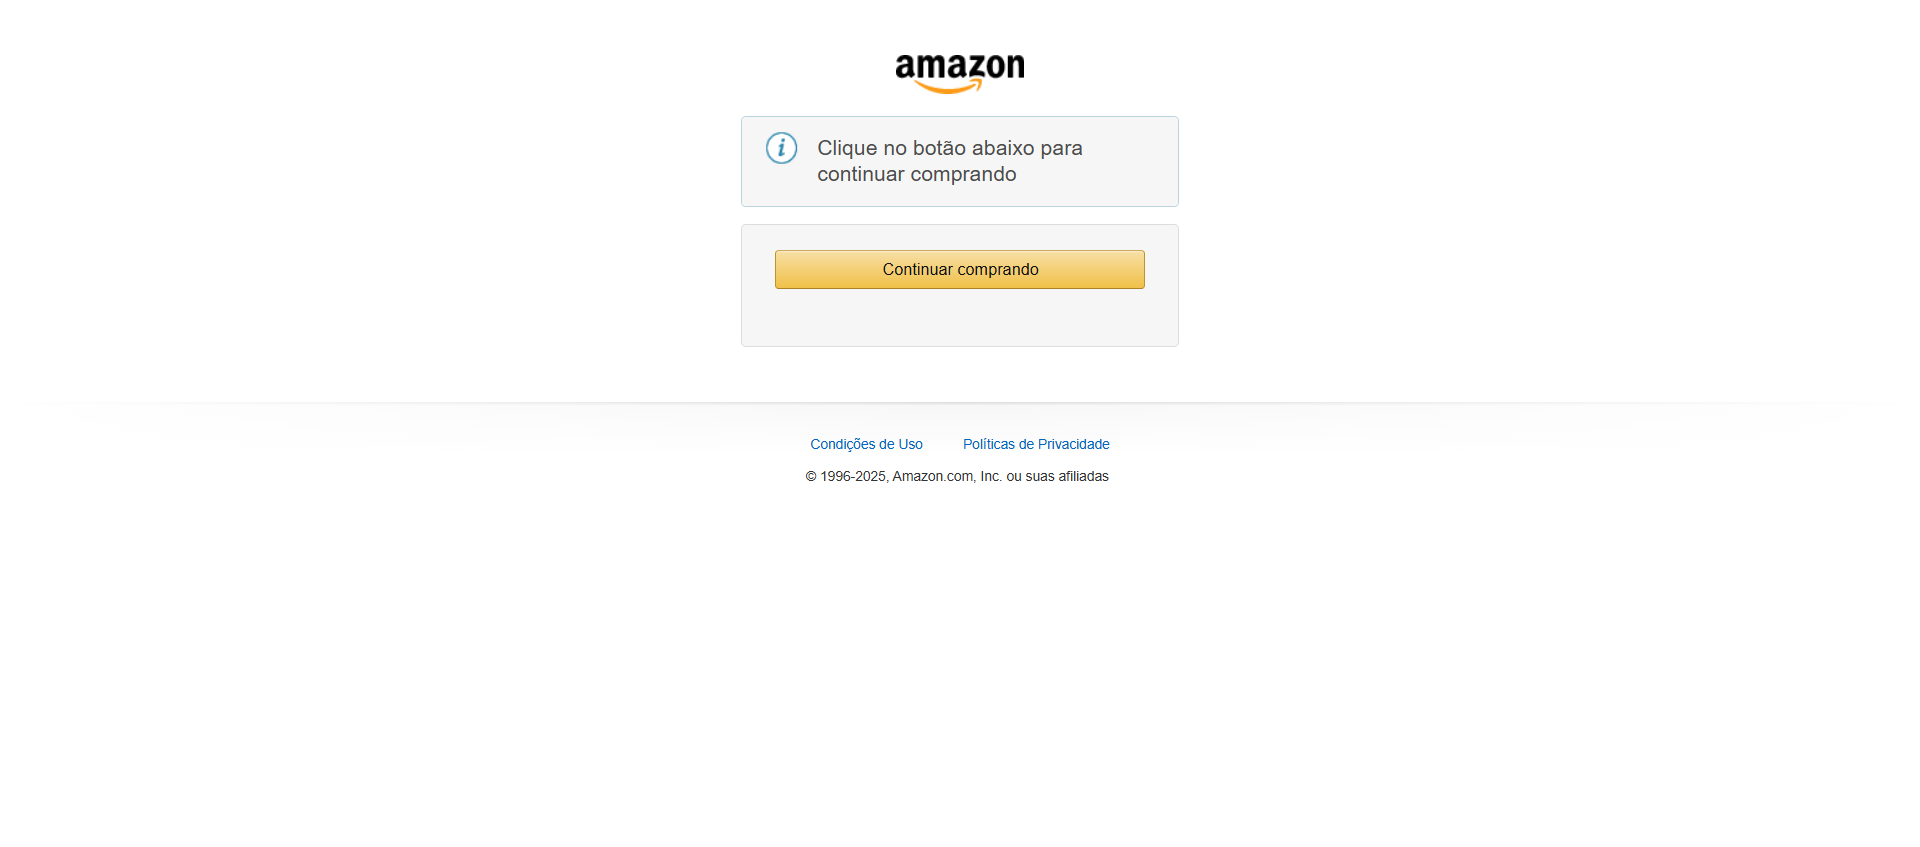 amazon
Clique no botão abaixo para
continuar comprando
Continuar comprando
Condições de Uso Políticas de Privacidade
© 1996-2025, Amazon.com, Inc. ou suas afiliadas